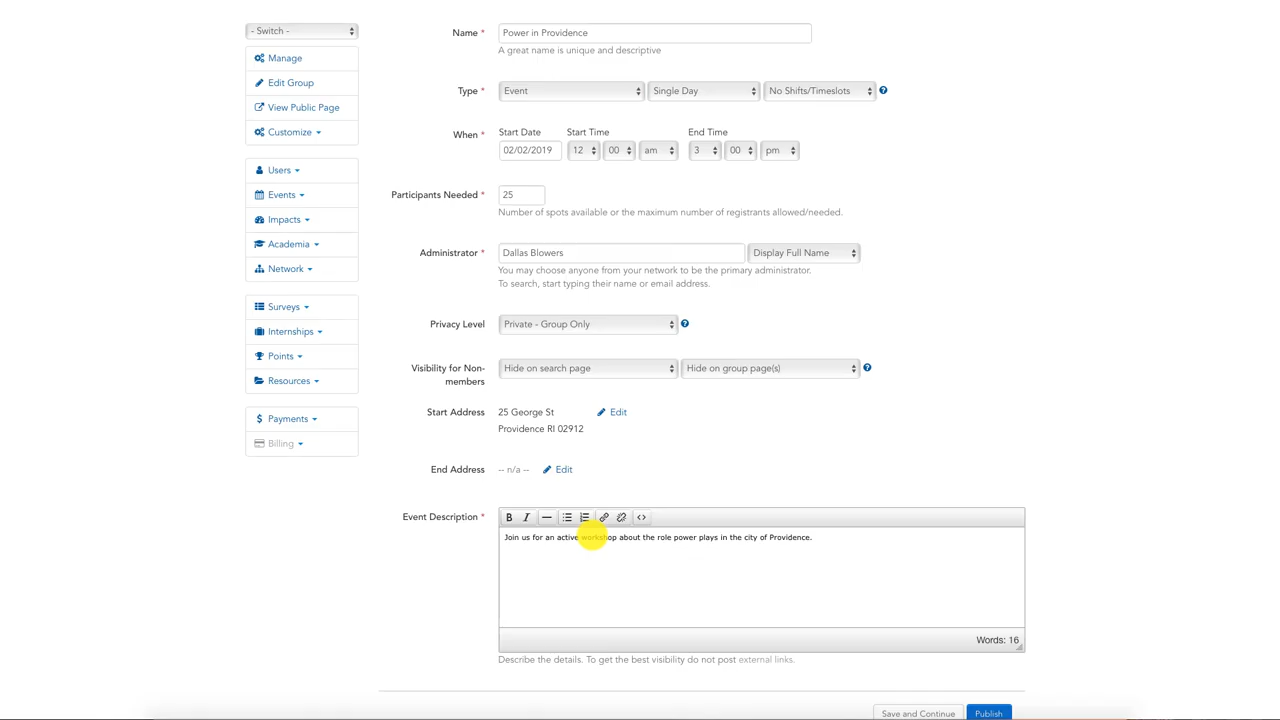 - Switch -
Manage
Edit Group
View Public Page
Customize
Users
Events
Impacts
Academia
Network
Surveys
Internships
Points
Resources
$ Payments
Billing
Name *
Power in Providence
A great name is unique and descriptive
Type *
Event
Single Day
No Shifts/Timeslots
?
When *
Start Date
Start Time
End Time
02/02/2019
12
00
am
3
00
pm
Participants Needed *
25
Number of spots available or the maximum number of registrants allowed/needed.
Administrator *
Dallas Blowers
Display Full Name
You may choose anyone from your network to be the primary administrator.
To search, start typing their name or email address.
Privacy Level
Private - Group Only
?
Visibility for Non-
members
Hide on search page
Hide on group page(s)
?
Start Address
25 George St
Edit
Providence RI 02912
End Address
-- n/a --
Edit
Event Description *
B I
Join us for an active workshop about the role power plays in the city of Providence.
Words: 16
Describe the details. To get the best visibility do not post external links.
Save and Continue
Publish